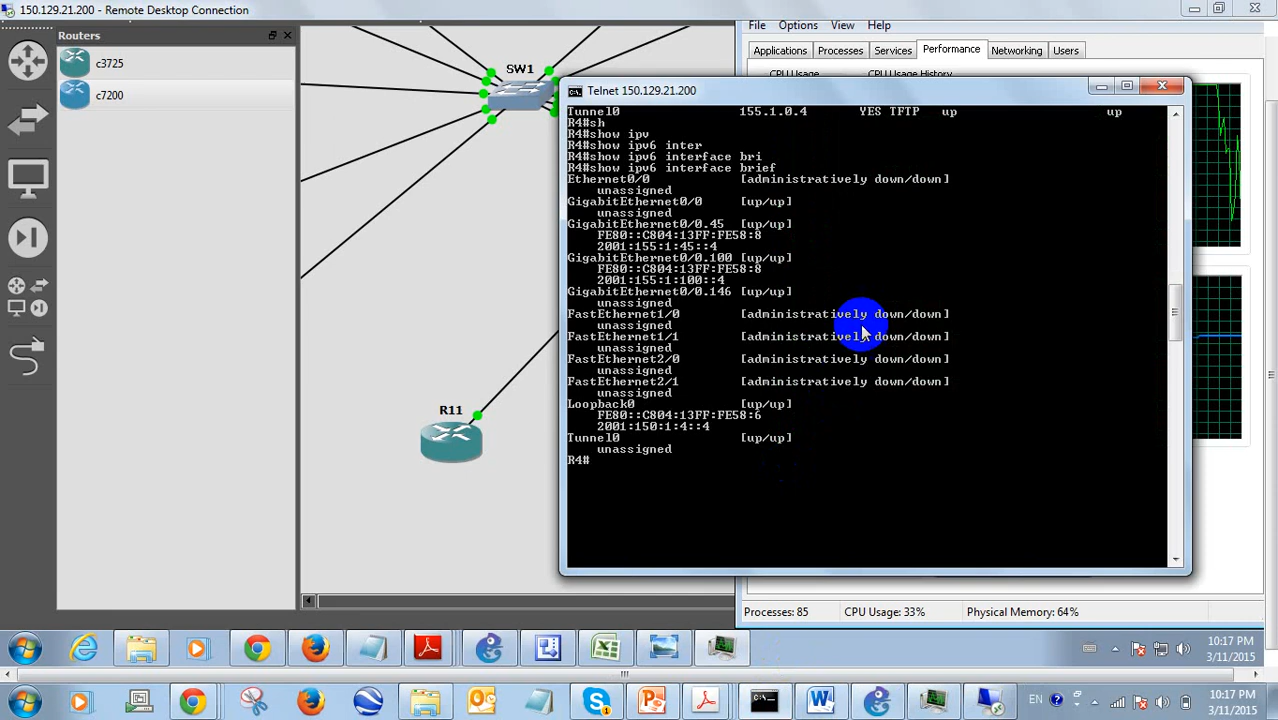 150.129.21.200 - Remote Desktop Connection
Routers
c3725
c7200
SW1
R11
File Options View Help
Applications Processes Services Performance Networking Users
CPU Usage CPU Usage History
Telnet 150.129.21.200
Tunnel0 155.1.0.4 YES TFTP up up
R4#sh
R4#show ipv
R4#show ipv6 inter
R4#show ipv6 interface bri
R4#show ipv6 interface brief
Ethernet0/0 [administratively down/down]
unassigned
GigabitEthernet0/0 [up/up]
unassigned
GigabitEthernet0/0.45 [up/up]
FE80::C804:13FF:FE58:8
2001:155:1:45::4
GigabitEthernet0/0.100 [up/up]
FE80::C804:13FF:FE58:8
2001:155:1:100::4
GigabitEthernet0/0.146 [up/up]
unassigned
FastEthernet1/0 [administratively down/down]
unassigned
FastEthernet1/1 [administratively down/down]
unassigned
FastEthernet2/0 [administratively down/down]
unassigned
FastEthernet2/1 [administratively down/down]
unassigned
Loopback0 [up/up]
FE80::C804:13FF:FE58:6
2001:150:1:4::4
Tunnel0 [up/up]
unassigned
R4#
Processes: 85 CPU Usage: 33% Physical Memory: 64%
10:17 PM
3/11/2015
EN
10:17 PM
3/11/2015